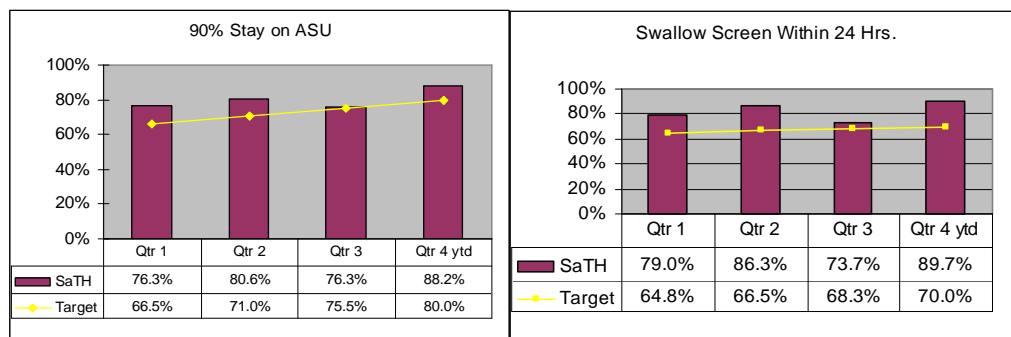 90% Stay on ASU
100%
80%
60%
40%
20%
0%
Qtr 1 Qtr 2 Qtr 3 Qtr 4 ytd
SaTH 76.3% 80.6% 76.3% 88.2%
Target 66.5% 71.0% 75.5% 80.0%
Swallow Screen Within 24 Hrs.
100%
80%
60%
40%
20%
0%
Qtr 1 Qtr 2 Qtr 3 Qtr 4 ytd
SaTH 79.0% 86.3% 73.7% 89.7%
Target 64.8% 66.5% 68.3% 70.0%